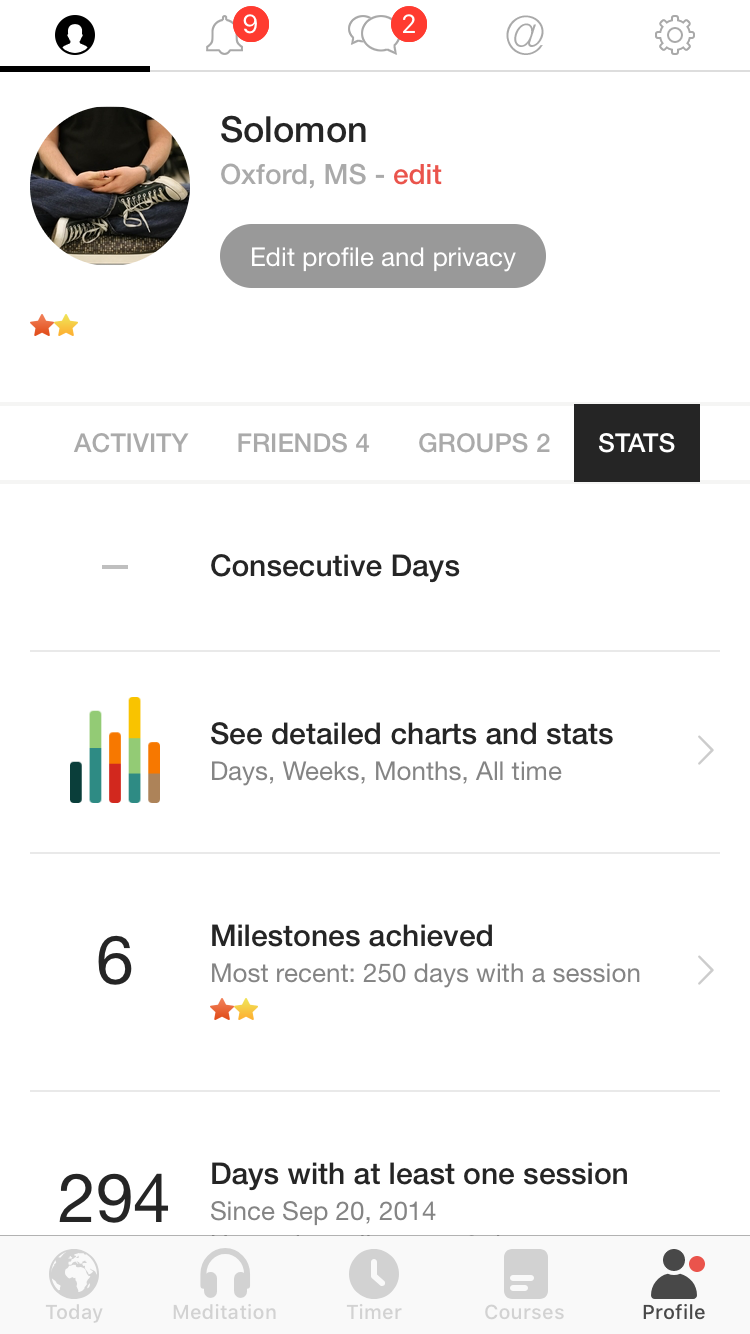 9
2
@
Solomon
Oxford, MS - edit
Edit profile and privacy
ACTIVITY FRIENDS 4 GROUPS 2 STATS
Consecutive Days
See detailed charts and stats
Days, Weeks, Months, All time
6
Milestones achieved
Most recent: 250 days with a session
294
Days with at least one session
Since Sep 20, 2014
Today Meditation Timer Courses Profile